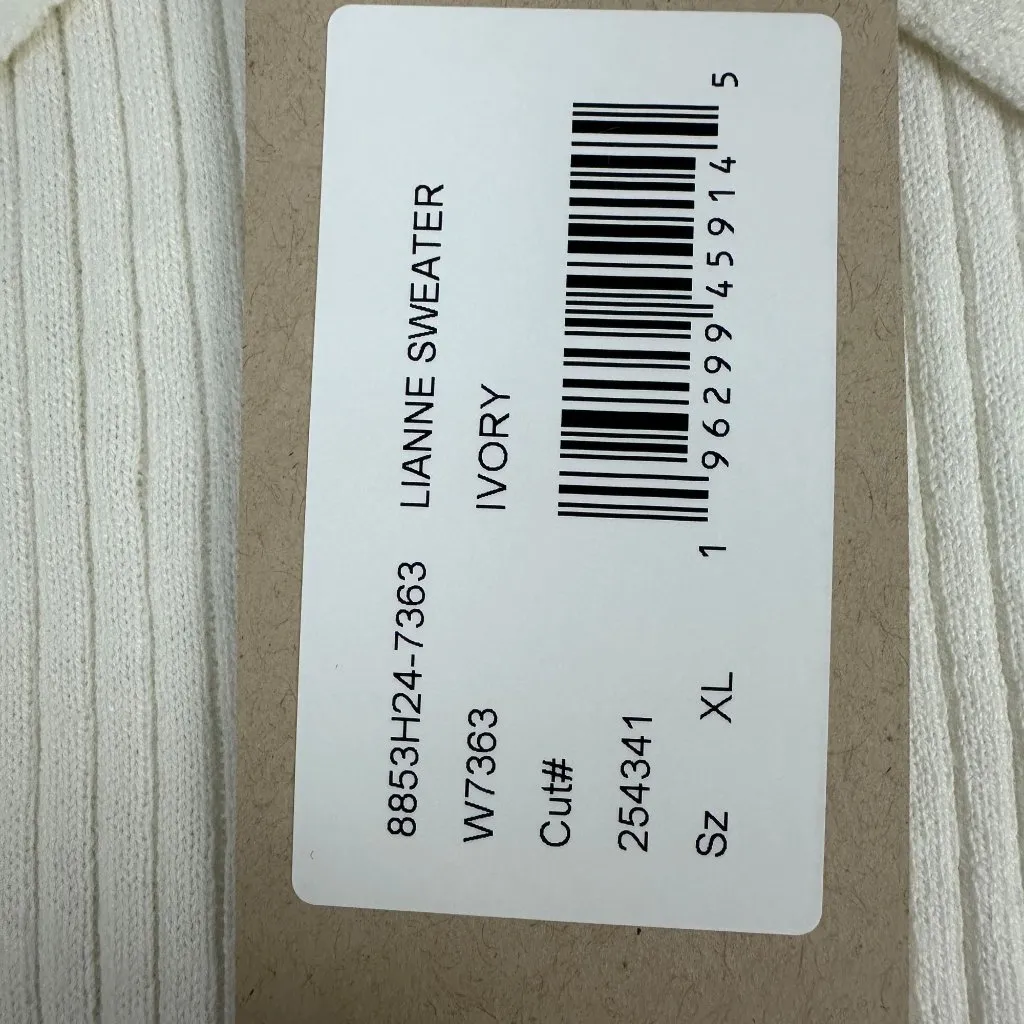 8853H24-7363 LIANNE SWEATER
W7363 IVORY
Cut#
254341
Sz XL
1 96299 45914 5